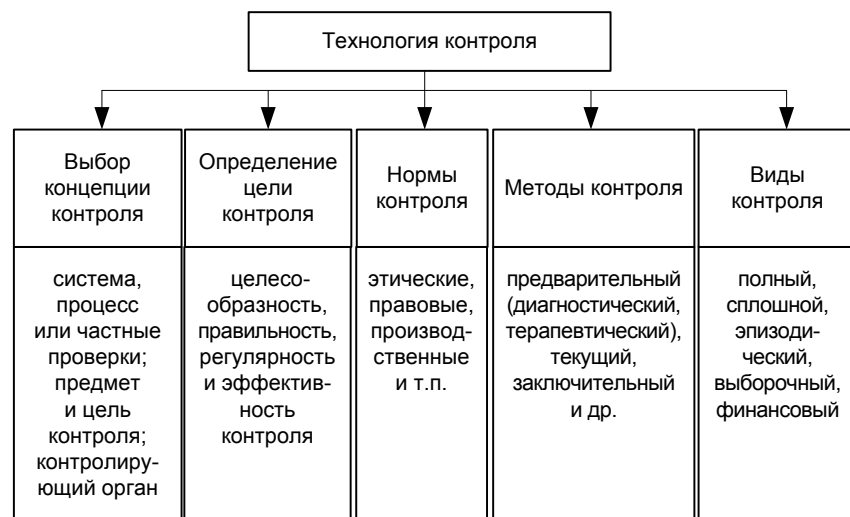 Технология контроля
Выбор
концепции
контроля
Определение
цели
контроля
Нормы
контроля
Методы контроля
Виды
контроля
система,
процесс
или частные
проверки;
предмет
и цель
контроля;
контролиру-
ющий орган
целесо-
образность,
правильность,
регулярность
и эффектив-
ность
контроля
этические,
правовые,
производ-
ственные
и т.п.
предварительный
(диагностический,
терапевтический),
текущий,
заключительный
и др.
полный,
сплошной,
эпизоди-
ческий,
выборочный,
финансовый